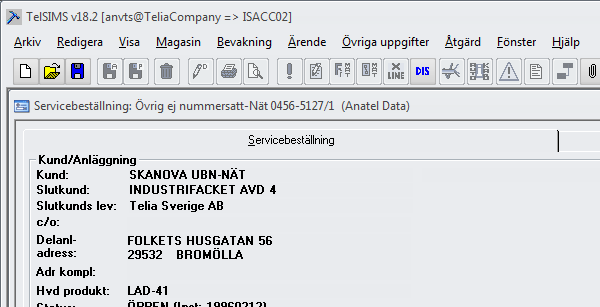 TelSIMS v18.2 [anvts@TeliaCompany => ISACC02]
Arkiv Redigera Visa Magasin Bevakning Ärende Övriga uppgifter Åtgärd Fönster Hjälp
A B D LINE DIS
Servicebeställning: Övrig ej nummersatt-Nät 0456-5127/1 (Anatel Data)
Servicebeställning
Kund/Anläggning
Kund: SKANOVA UBN-NÄT
Slutkund: INDUSTRIFACKET AVD 4
Slutkunds lev: Telia Sverige AB
c/o:
Delanl-
adress: FOLKETS HUSGATAN 56
29532 BROMÖLLA
Adr kompl:
Hvd produkt: LAD-41
Status: ÖPPEN (Inst: 19960212)